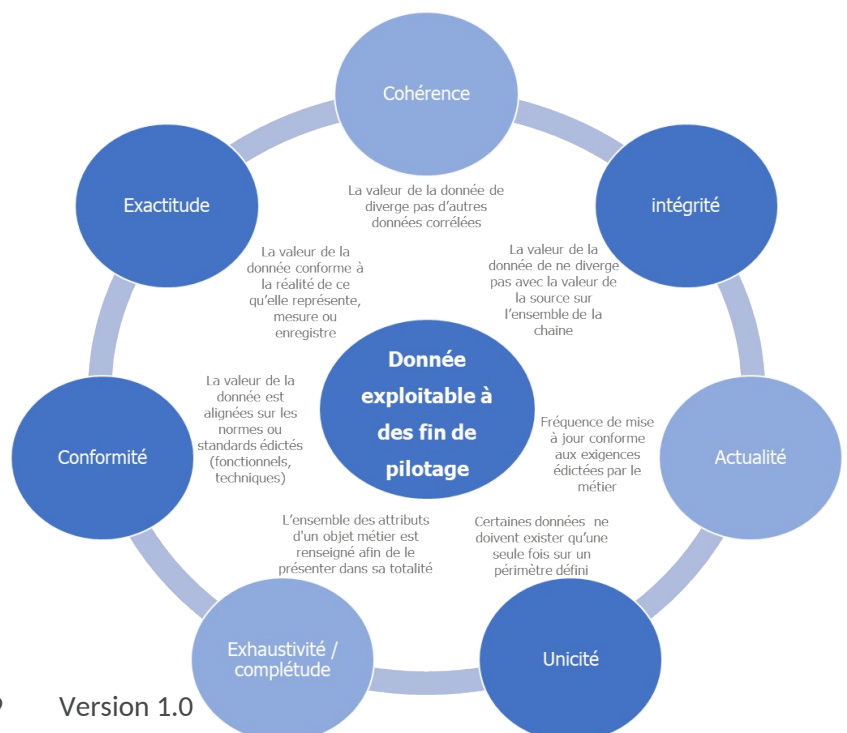 Cohérence
La valeur de la donnée de
diverge pas d'autres
données corrélées
intégrité
La valeur de la
donnée de ne diverge
pas avec la valeur de
la source sur
l'ensemble de la
chaine
Actualité
Fréquence de mise
à jour conforme
aux exigences
édictées par le
métier
Unicité
Certaines données ne
doivent exister qu'une
seule fois sur un
périmètre défini
Exhaustivité /
complétude
L'ensemble des attributs
d'un objet métier est
renseigné afin de le
présenter dans sa totalité
Conformité
La valeur de la
donnée est
alignées sur les
normes ou
standards édictés
(fonctionnels,
techniques)
Exactitude
La valeur de la
donnée conforme à
la réalité de ce
qu'elle représente,
mesure ou
enregistre
Donnée
exploitable à
des fin de
pilotage
Version 1.0